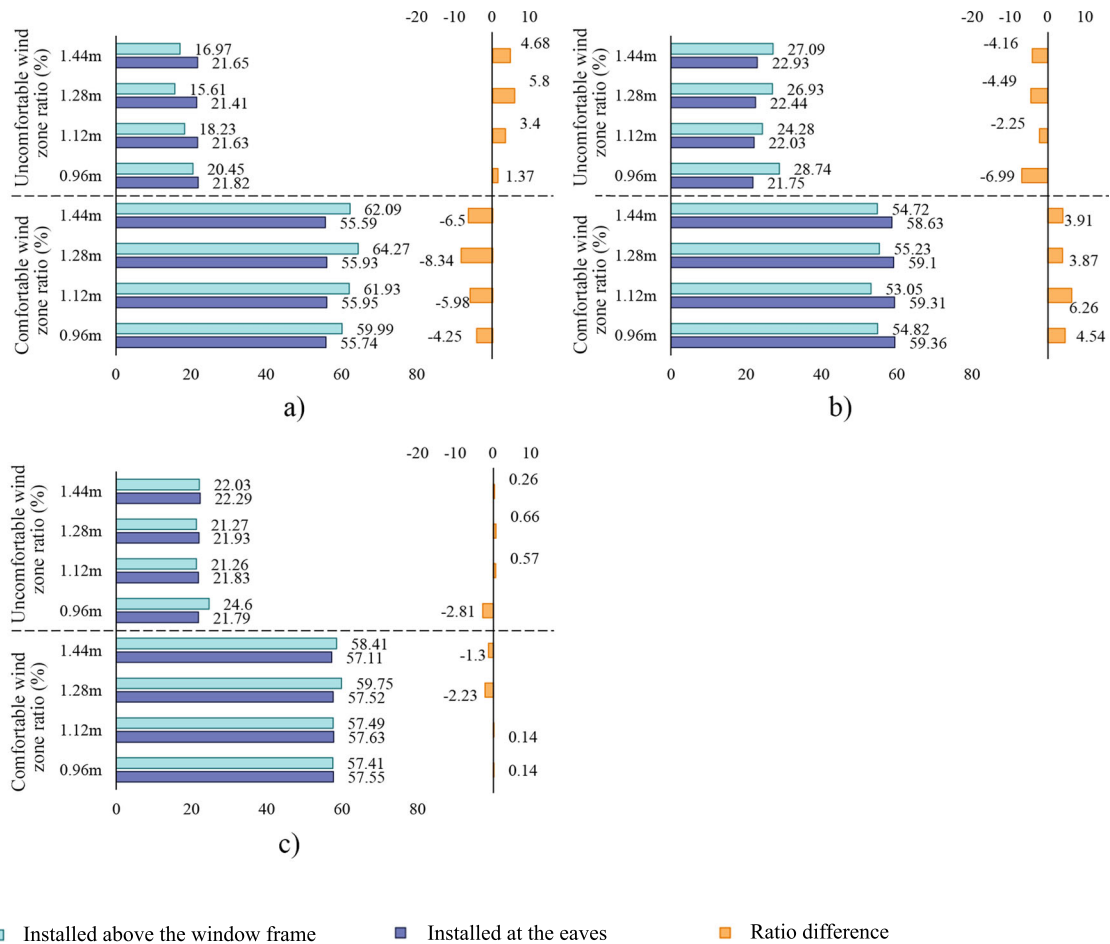 -20 -10 0 10
Uncomfortable wind
zone ratio (%)
1.44m 16.97 4.68
21.65
1.28m 15.61 5.8
21.41
1.12m 18.23 3.4
21.63
0.96m 20.45 1.37
21.82
Comfortable wind
zone ratio (%)
1.44m 62.09 -6.5
55.59
1.28m 64.27 -8.34
55.93
1.12m 61.93 -5.98
55.95
0.96m 59.99 -4.25
55.74
0 20 40 60 80
a)
-20 -10 0 10
Uncomfortable wind
zone ratio (%)
1.44m 27.09 -4.16
22.93
1.28m 26.93 -4.49
22.44
1.12m 24.28 -2.25
22.03
0.96m 28.74 -6.99
21.75
Comfortable wind
zone ratio (%)
1.44m 54.72 3.91
58.63
1.28m 55.23 3.87
59.1
1.12m 53.05 6.26
59.31
0.96m 54.82 4.54
59.36
0 20 40 60 80
b)
-20 -10 0 10
Uncomfortable wind
zone ratio (%)
1.44m 22.03 0.26
22.29
1.28m 21.27 0.66
21.93
1.12m 21.26 0.57
21.83
0.96m 24.6 -2.81
21.79
Comfortable wind
zone ratio (%)
1.44m 58.41 -1.3
57.11
1.28m 59.75 -2.23
57.52
1.12m 57.49 0.14
57.63
0.96m 57.41 0.14
57.55
0 20 40 60 80
c)
Installed above the window frame Installed at the eaves Ratio difference